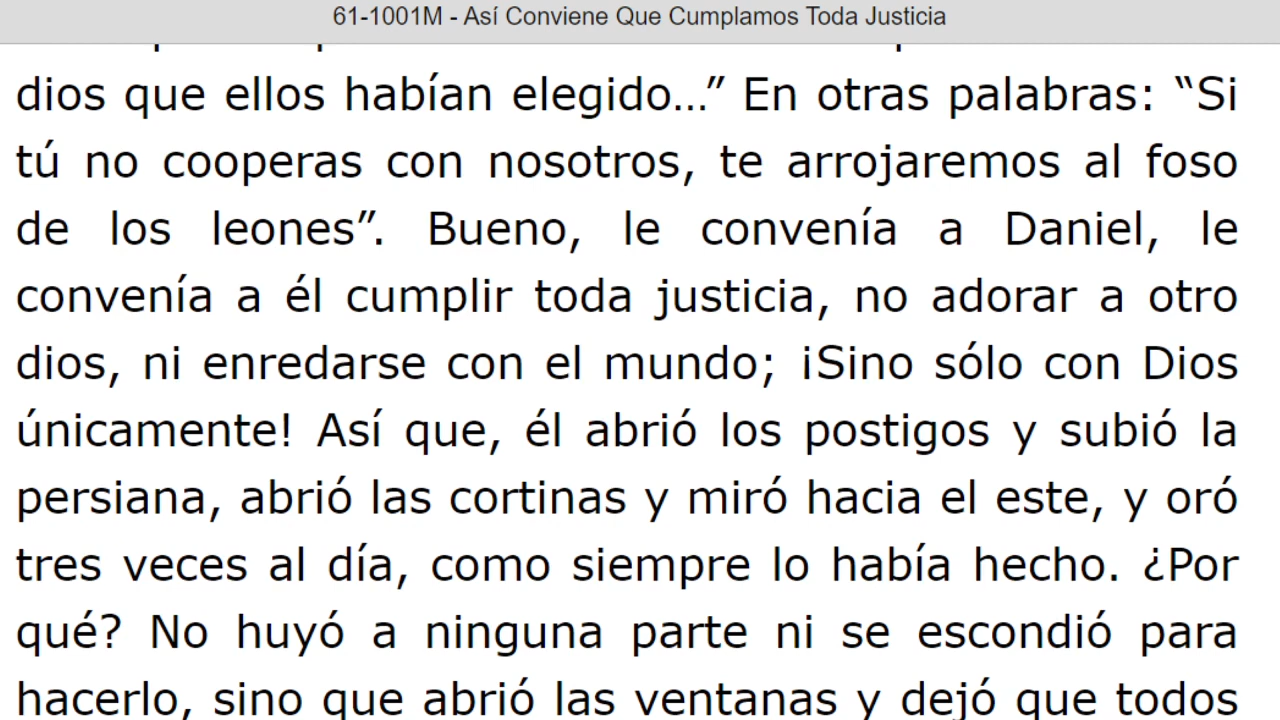 61-1001M - Así Conviene Que Cumplamos Toda Justicia
dios que ellos habían elegido…” En otras palabras: “Si
tú no cooperas con nosotros, te arrojaremos al foso
de los leones”. Bueno, le convenía a Daniel, le
convenía a él cumplir toda justicia, no adorar a otro
dios, ni enredarse con el mundo; ¡Sino sólo con Dios
únicamente! Así que, él abrió los postigos y subió la
persiana, abrió las cortinas y miró hacia el este, y oró
tres veces al día, como siempre lo había hecho. ¿Por
qué? No huyó a ninguna parte ni se escondió para
hacerlo, sino que abrió las ventanas y dejó que todos